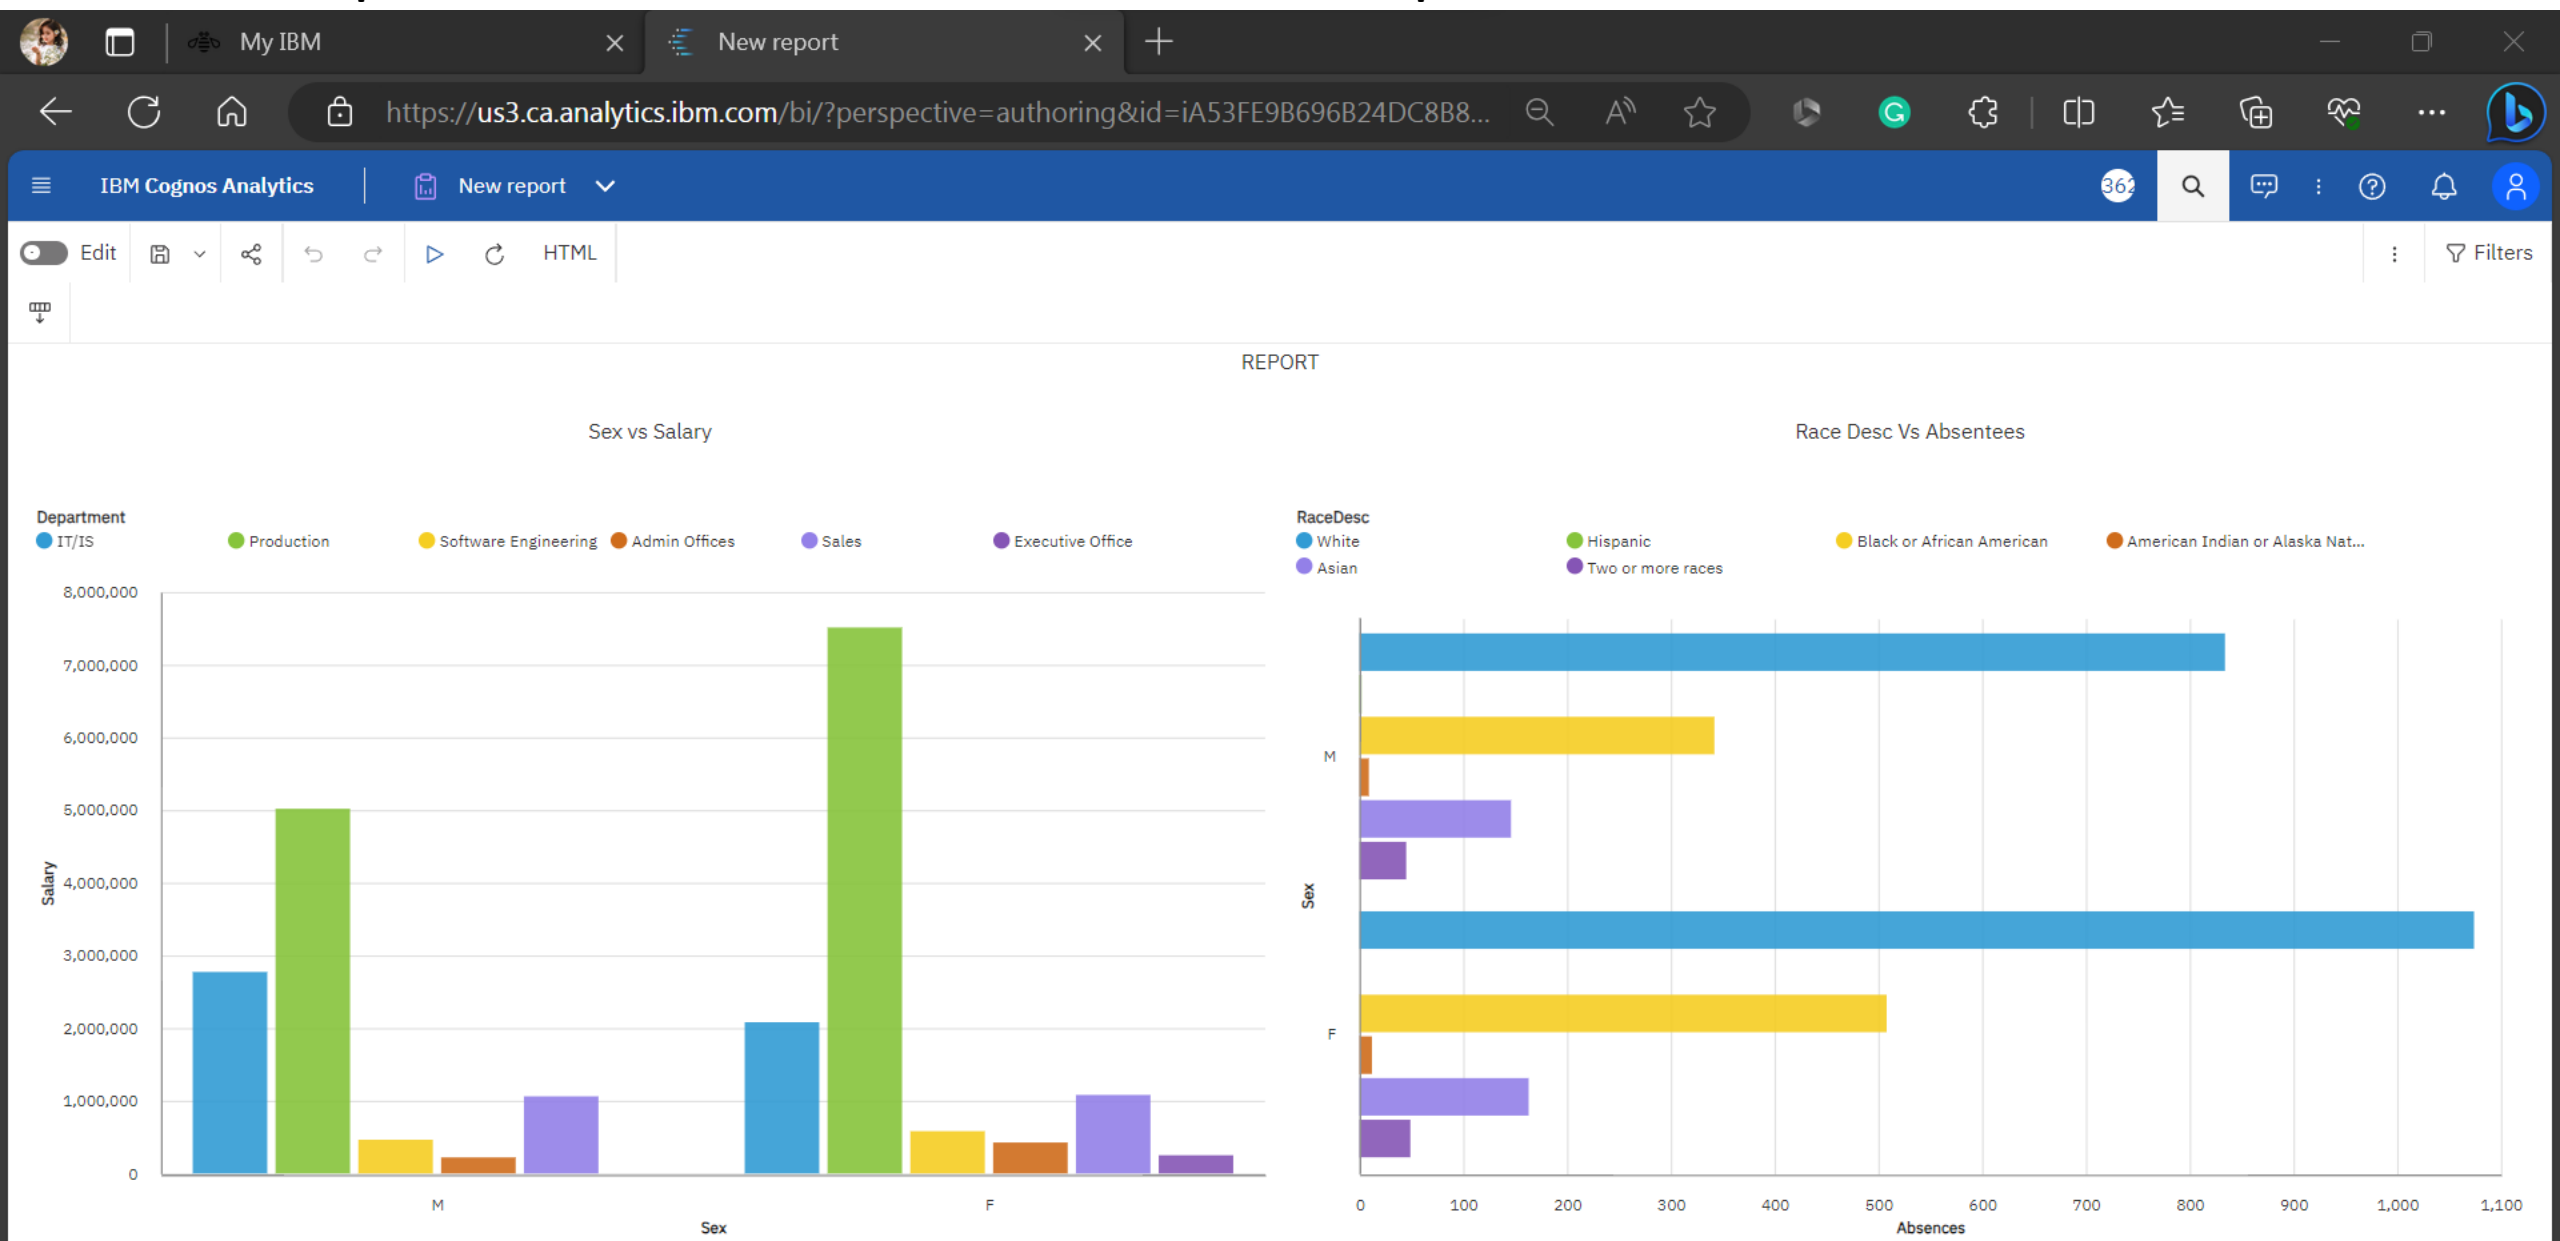 My IBM
New report
https://us3.ca.analytics.ibm.com/bi/?perspective=authoring&id=iA53FE9B696B24DC8B8...
IBM Cognos Analytics
New report
362
Edit
HTML
Filters
REPORT
Sex vs Salary
Department
IT/IS Production Software Engineering Admin Offices Sales Executive Office
8,000,000
7,000,000
6,000,000
5,000,000
4,000,000
3,000,000
2,000,000
1,000,000
0
Salary
M F
Sex
Race Desc Vs Absentees
RaceDesc
White Hispanic Black or African American American Indian or Alaska Nat...
Asian Two or more races
M
F
Sex
0 100 200 300 400 500 600 700 800 900 1,000 1,100
Absences